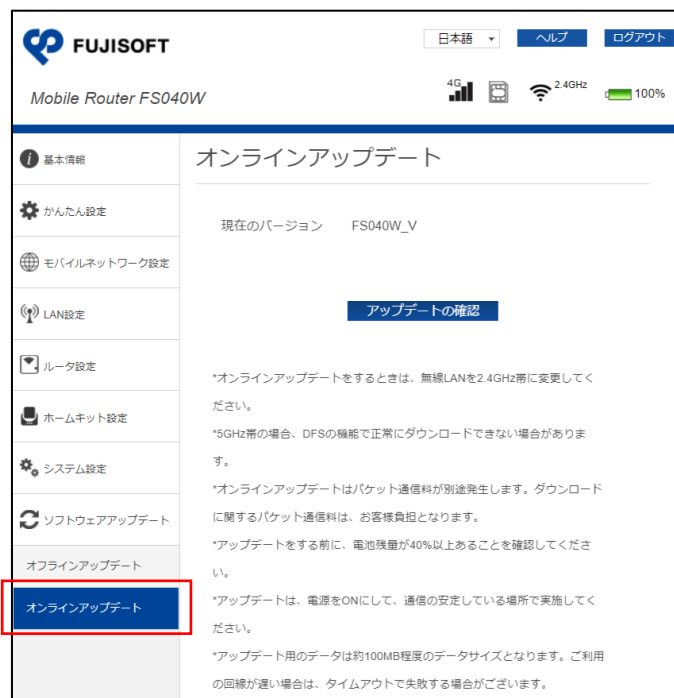 FUJISOFT
日本語 ヘルプ ログアウト
Mobile Router FS040W
4G 2.4GHz 100%
基本情報
かんたん設定
モバイルネットワーク設定
LAN設定
ルータ設定
ホームキット設定
システム設定
ソフトウェアアップデート
オフラインアップデート
オンラインアップデート
オンラインアップデート
現在のバージョン FS040W_V
アップデートの確認
*オンラインアップデートをするときは、無線LANを2.4GHz帯に変更してく
ださい。
*5GHz帯の場合、DFSの機能で正常にダウンロードできない場合がありま
す。
*オンラインアップデートはパケット通信料が別途発生します。ダウンロード
に関するパケット通信料は、お客様負担となります。
*アップデートをする前に、電池残量が40%以上あることを確認してくださ
い。
*アップデートは、電源をONにして、通信の安定している場所で実施してく
ださい。
*アップデート用のデータは約100MB程度のデータサイズとなります。ご利用
の回線が遅い場合は、タイムアウトで失敗する場合がございます。